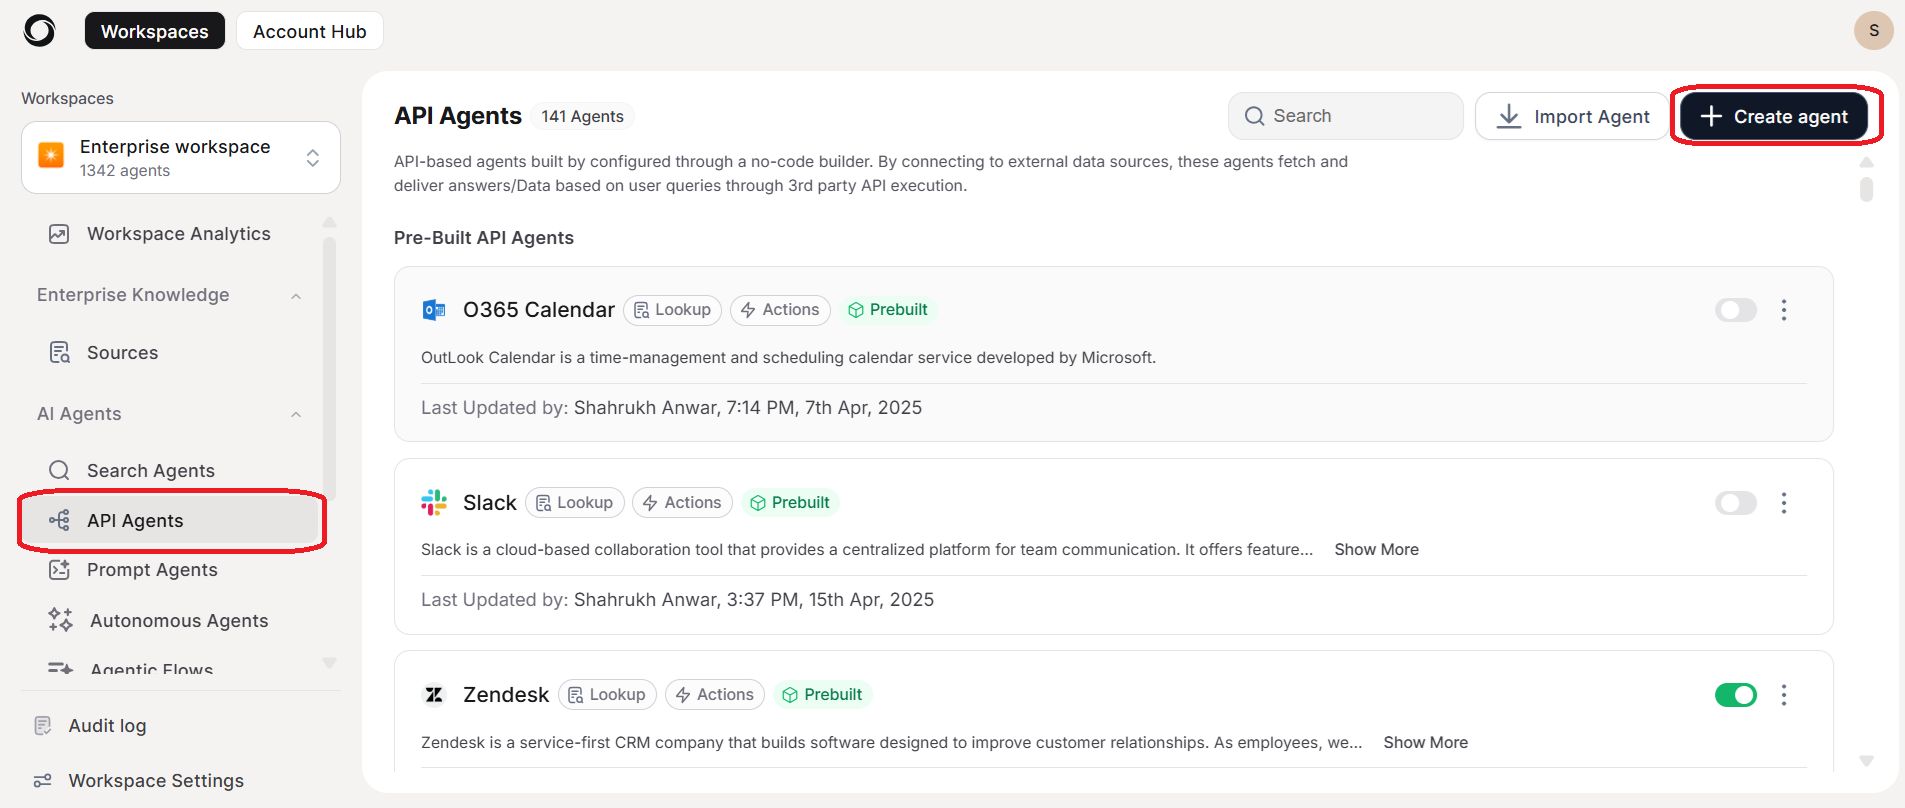 Workspaces
Account Hub
S
Workspaces
Enterprise workspace
1342 agents
Workspace Analytics
Enterprise Knowledge
Sources
AI Agents
Search Agents
API Agents
Prompt Agents
Autonomous Agents
Agentic Flows
Audit log
Workspace Settings
API Agents
141 Agents
Search
Import Agent
Create agent
API-based agents built by configured through a no-code builder. By connecting to external data sources, these agents fetch and
deliver answers/Data based on user queries through 3rd party API execution.
Pre-Built API Agents
O365 Calendar
Lookup
Actions
Prebuilt
OutLook Calendar is a time-management and scheduling calendar service developed by Microsoft.
Last Updated by: Shahrukh Anwar, 7:14 PM, 7th Apr, 2025
Slack
Lookup
Actions
Prebuilt
Slack is a cloud-based collaboration tool that provides a centralized platform for team communication. It offers feature... Show More
Last Updated by: Shahrukh Anwar, 3:37 PM, 15th Apr, 2025
Zendesk
Lookup
Actions
Prebuilt
Zendesk is a service-first CRM company that builds software designed to improve customer relationships. As employees, we... Show More